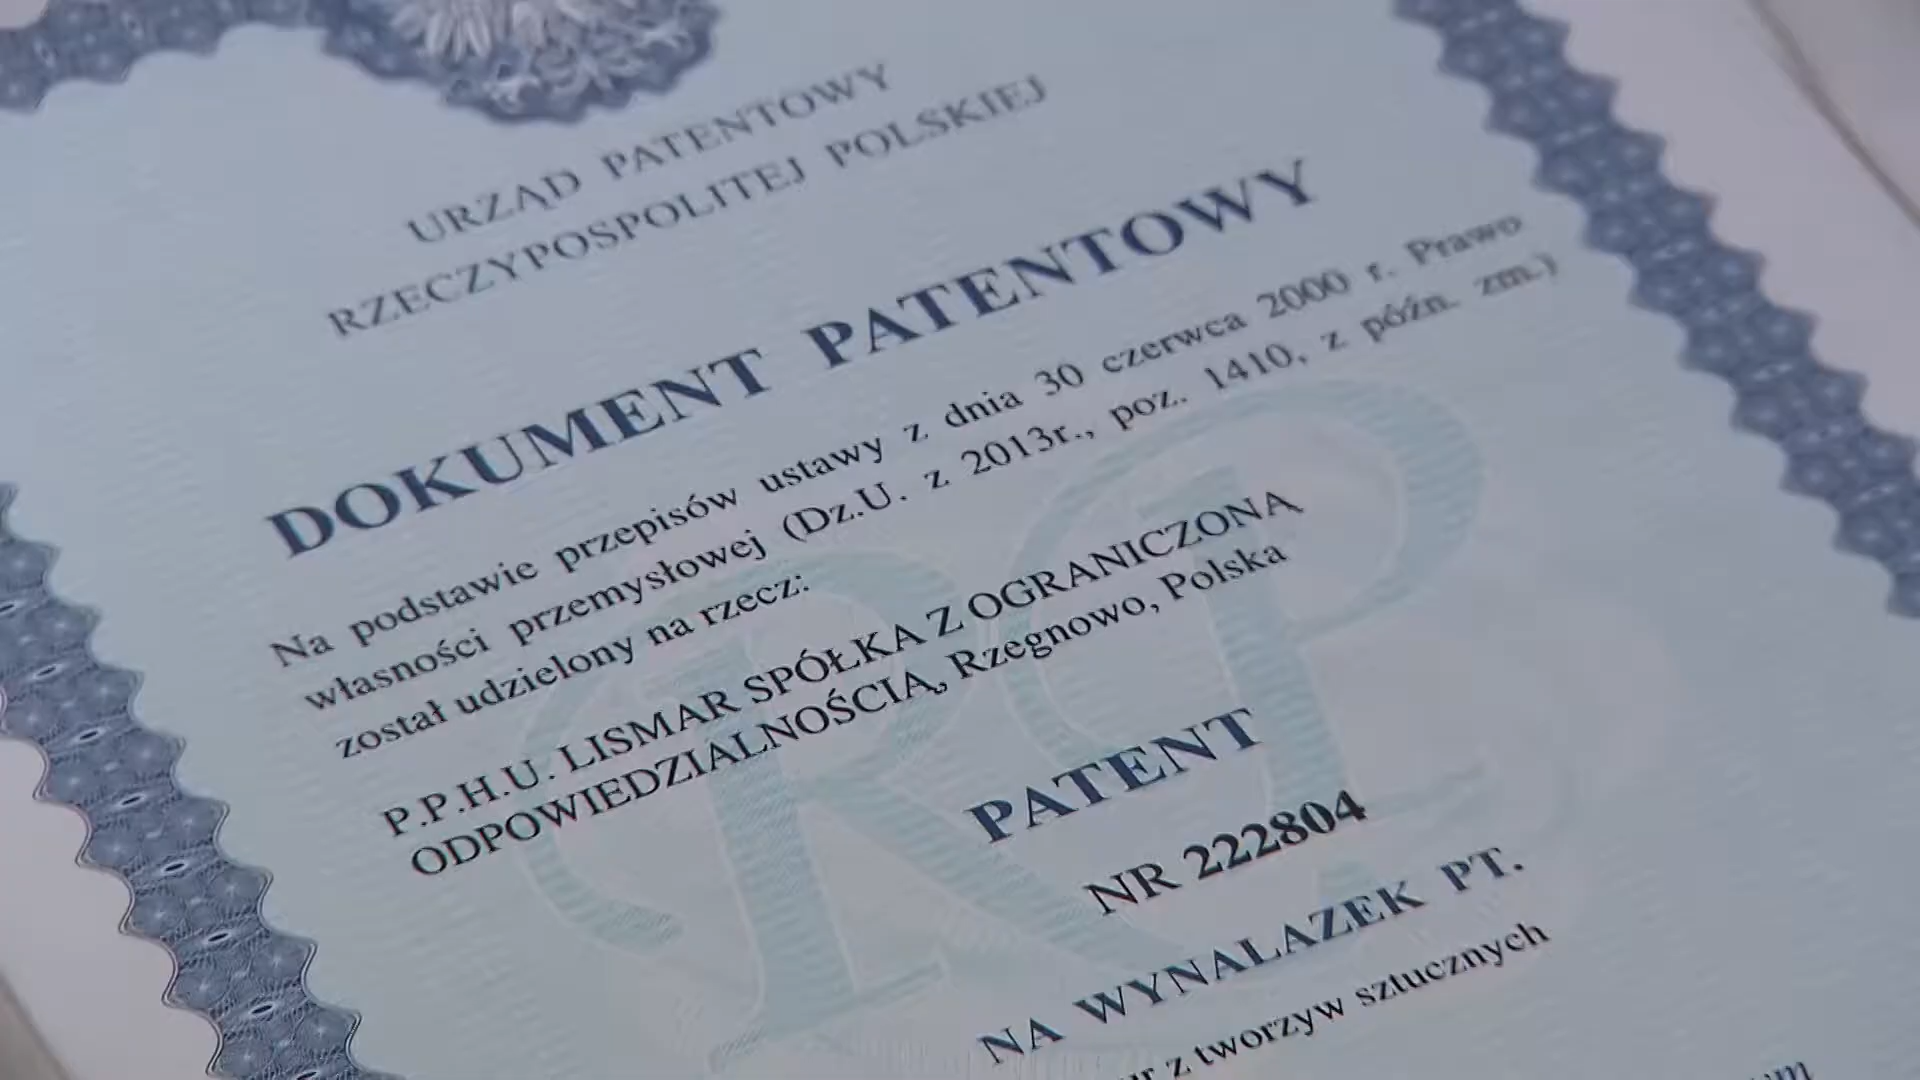 URZĄD PATENTOWY
RZECZYPOSPOLITEJ POLSKIEJ
DOKUMENT PATENTOWY
Na podstawie przepisów ustawy z dnia 30 czerwca 2000 r. Prawo
własności przemysłowej (Dz.U. z 2013r., poz. 1410, z późn. zm.)
został udzielony na rzecz:
P.P.H.U. LISMAR SPÓŁKA Z OGRANICZONĄ
ODPOWIEDZIALNOŚCIĄ, Rzegnowo, Polska
PATENT
NR 222804
NA WYNALAZEK PT.
z tworzyw sztucznych